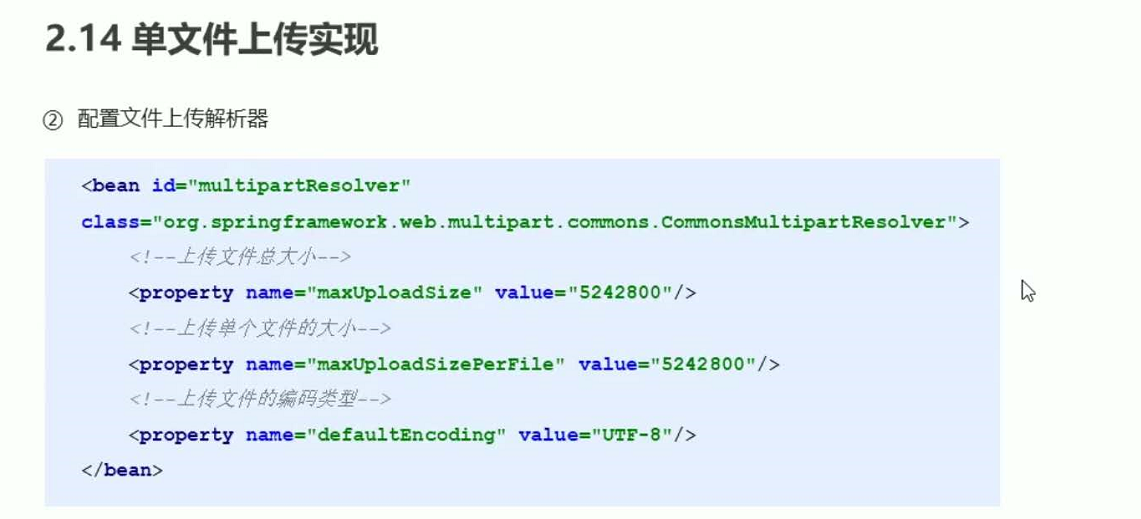 2.14 单文件上传实现
② 配置文件上传解析器
<bean id="multipartResolver"
class="org.springframework.web.multipart.commons.CommonsMultipartResolver">
<!--上传文件总大小-->
<property name="maxUploadSize" value="5242800"/>
<!--上传单个文件的大小-->
<property name="maxUploadSizePerFile" value="5242800"/>
<!--上传文件的编码类型-->
<property name="defaultEncoding" value="UTF-8"/>
</bean>